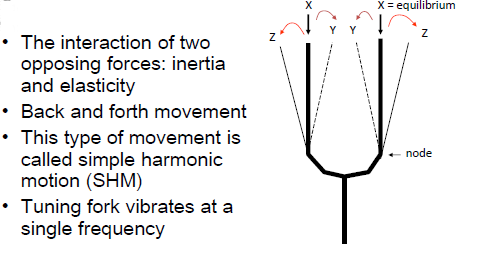 • The interaction of two
opposing forces: inertia
and elasticity
• Back and forth movement
• This type of movement is
called simple harmonic
motion (SHM)
• Tuning fork vibrates at a
single frequency
X
X = equilibrium
Z
Y Y
Z
node